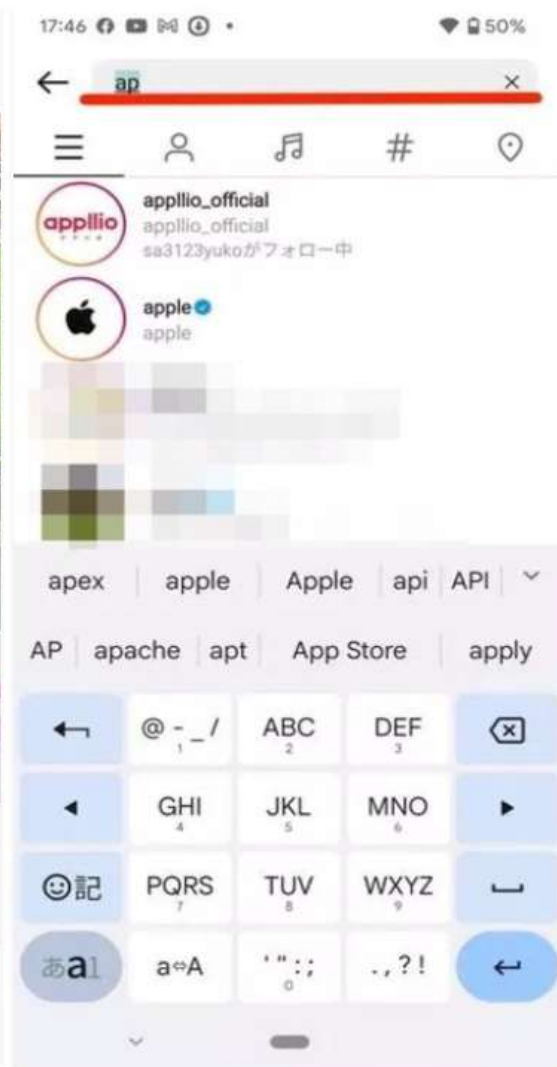 17:46 50%
ap
#
appllio
appllio_official
appllio_official
sa3123yukoがフォロー中
apple
apple
apex apple Apple api API
AP apache apt App Store apply
@-_/ ABC DEF
1 2 3
GHI JKL MNO
4 5 6
記 PQRS TUV WXYZ
7 8 9
あa1 a⇔A '":; .,?!
0